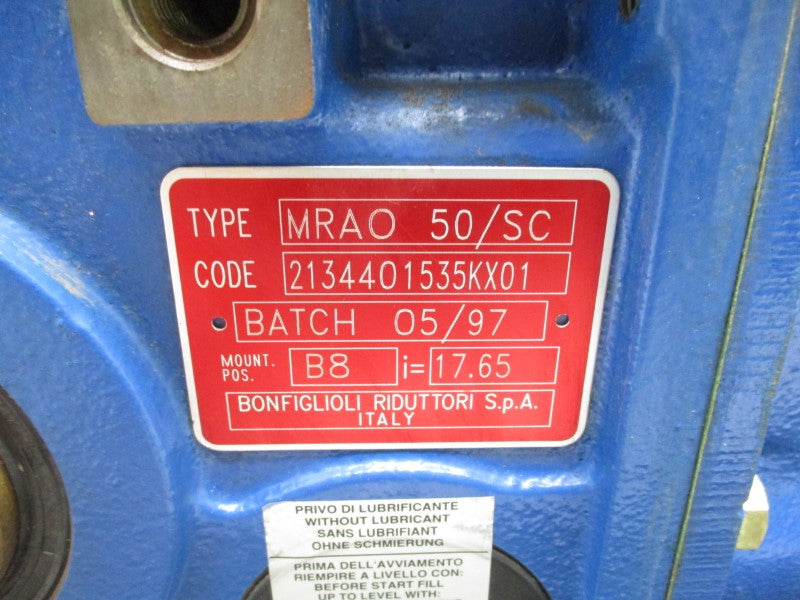 TYPE MRAO 50/SC
CODE 2134401535KX01
BATCH 05/97
MOUNT. POS. B8 i= 17.65
BONFIGLIOLI RIDUTTORI S.p.A.
ITALY
PRIVO DI LUBRIFICANTE
WITHOUT LUBRICANT
SANS LUBRIFIANT
OHNE SCHMIERUNG
PRIMA DELL'AVVIAMENTO
RIEMPIRE A LIVELLO CON:
BEFORE START FILL
UP TO LEVEL WITH: